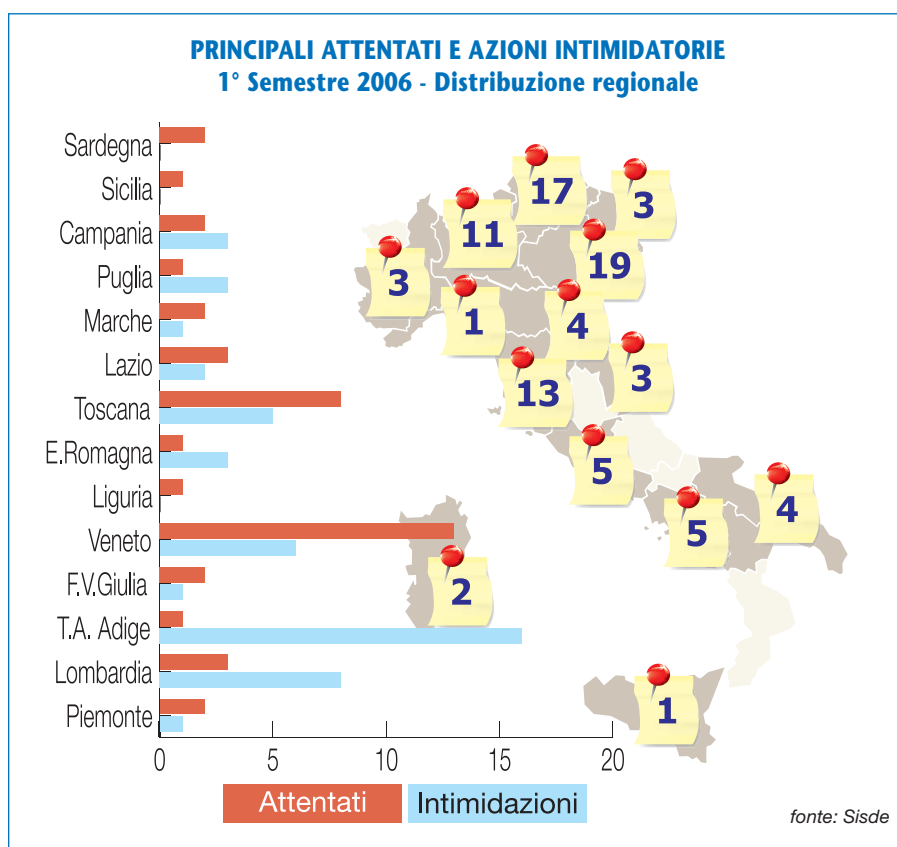 PRINCIPALI ATTENTATI E AZIONI INTIMIDATORIE
1° Semestre 2006 - Distribuzione regionale
Sardegna
Sicilia
Campania
Puglia
Marche
Lazio
Toscana
E.Romagna
Liguria
Veneto
F.V.Giulia
T.A. Adige
Lombardia
Piemonte
0 5 10 15 20
Attentati Intimidazioni
17
3
11
19
3
1
4
13
3
5
4
5
2
1
fonte: Sisde